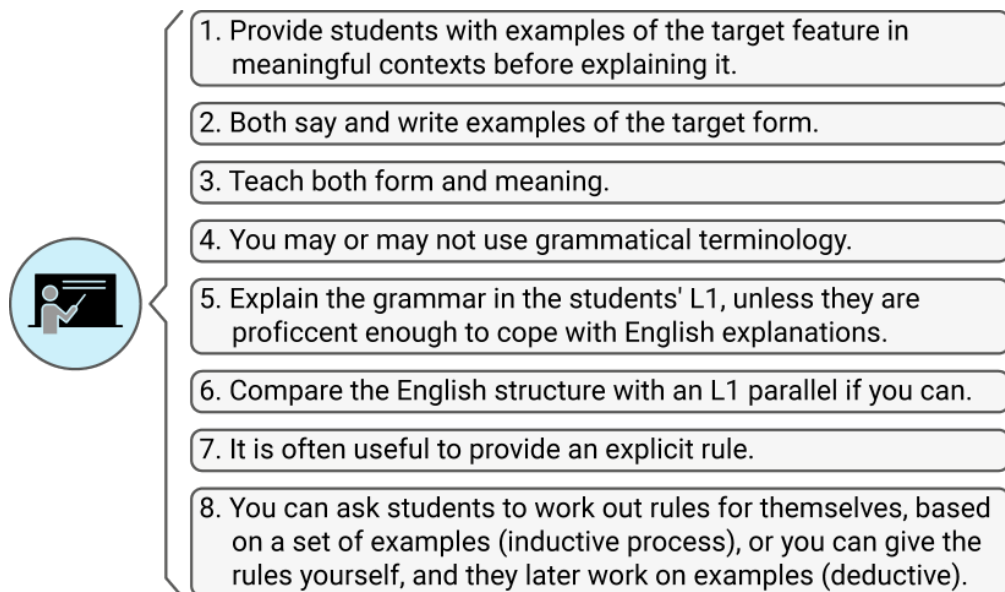 1. Provide students with examples of the target feature in
meaningful contexts before explaining it.
2. Both say and write examples of the target form.
3. Teach both form and meaning.
4. You may or may not use grammatical terminology.
5. Explain the grammar in the students' L1, unless they are
proficcent enough to cope with English explanations.
6. Compare the English structure with an L1 parallel if you can.
7. It is often useful to provide an explicit rule.
8. You can ask students to work out rules for themselves, based
on a set of examples (inductive process), or you can give the
rules yourself, and they later work on examples (deductive).